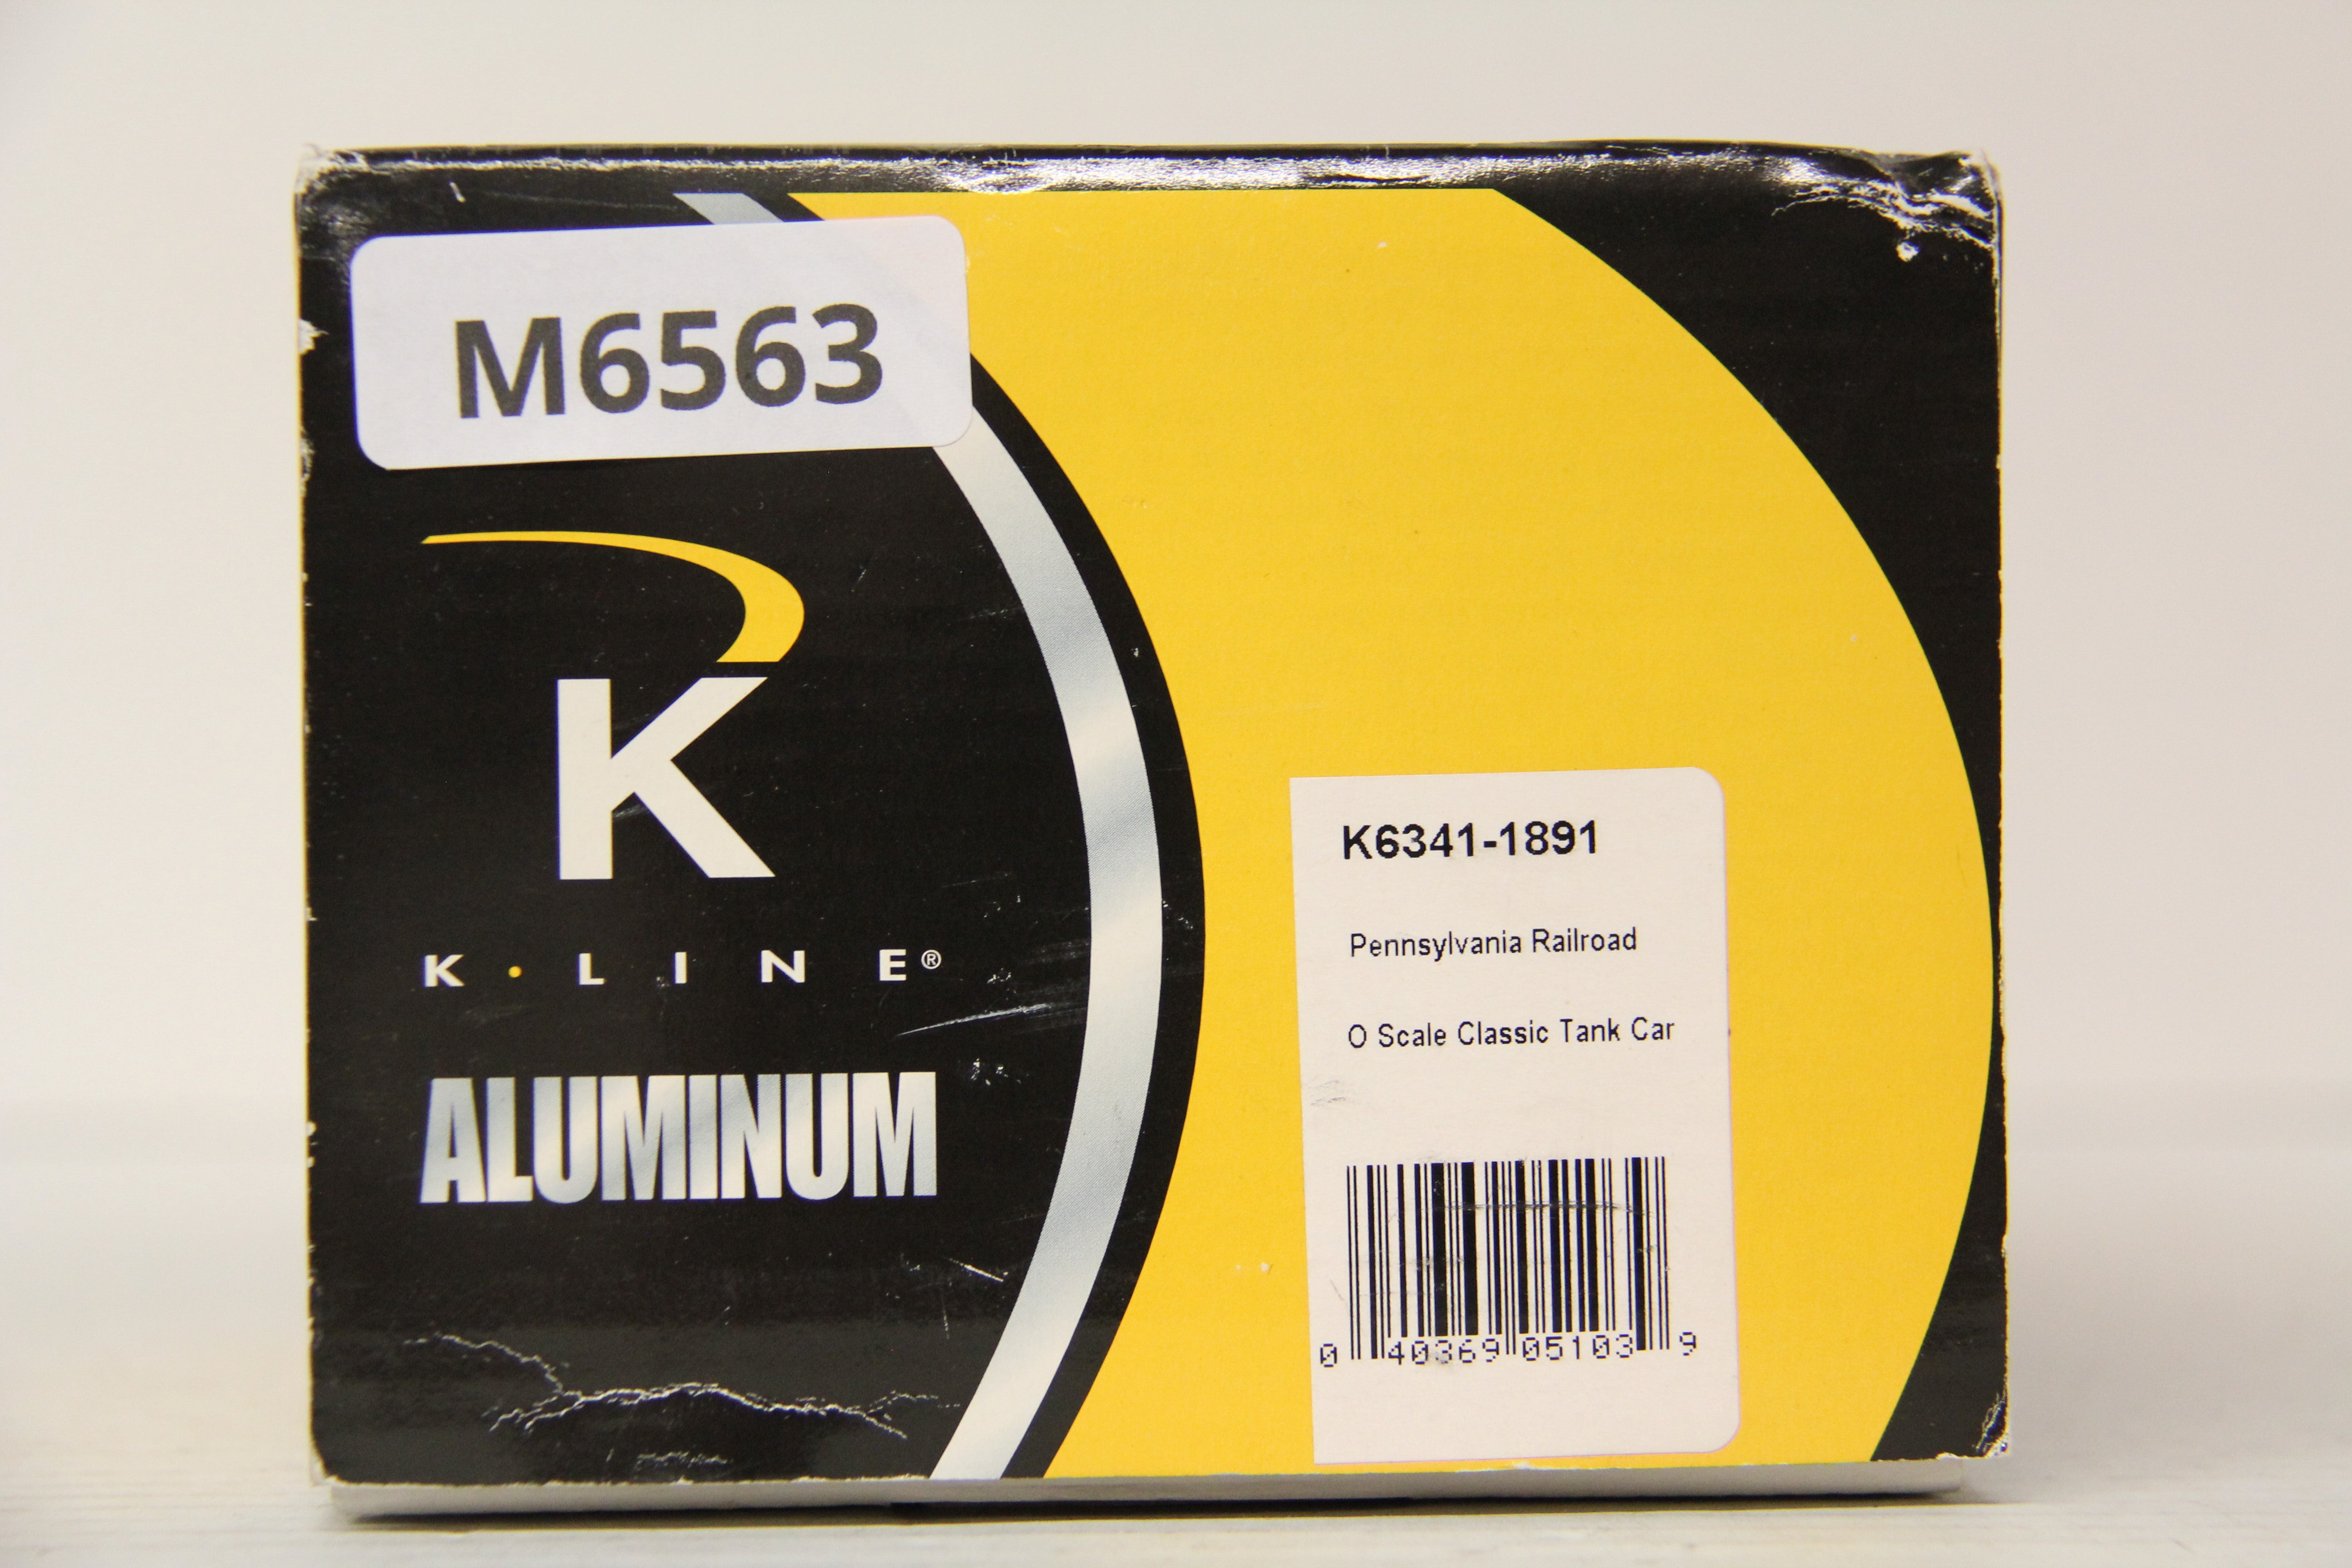 M6563
K
K·LINE®
ALUMINUM
K6341-1891
Pennsylvania Railroad
O Scale Classic Tank Car
0 40369 05103 9